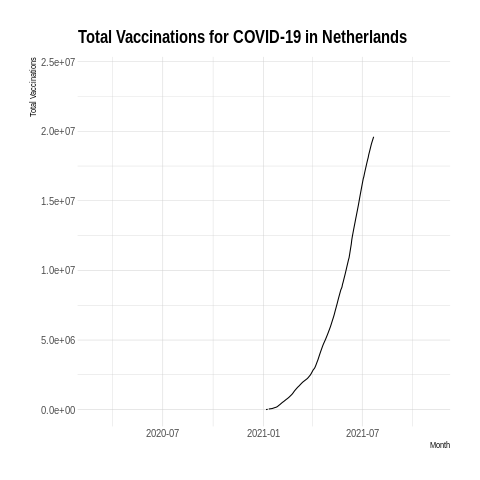 Total Vaccinations for COVID-19 in Netherlands
Total Vaccinations
2.5e+07
2.0e+07
1.5e+07
1.0e+07
5.0e+06
0.0e+00
2020-07
2021-01
2021-07
Month